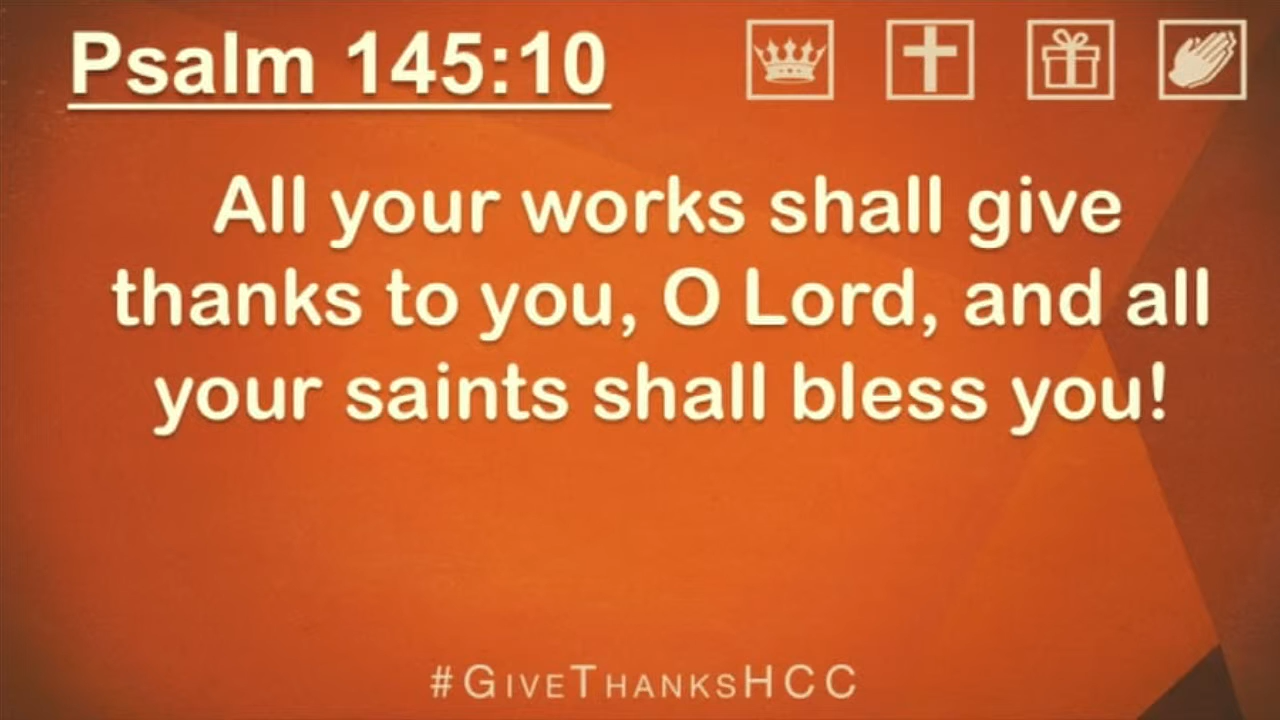 Psalm 145:10
All your works shall give
thanks to you, O Lord, and all
your saints shall bless you!
#GIVETHANKSHCC